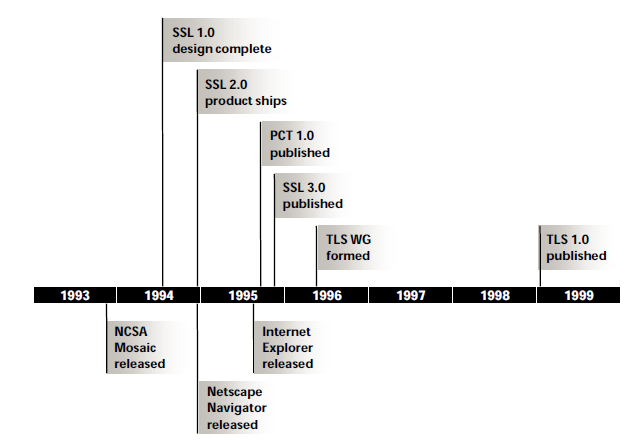 SSL 1.0
design complete
SSL 2.0
product ships
PCT 1.0
published
SSL 3.0
published
TLS WG
formed
TLS 1.0
published
1993 1994 1995 1996 1997 1998 1999
NCSA
Mosaic
released
Internet
Explorer
released
Netscape
Navigator
released